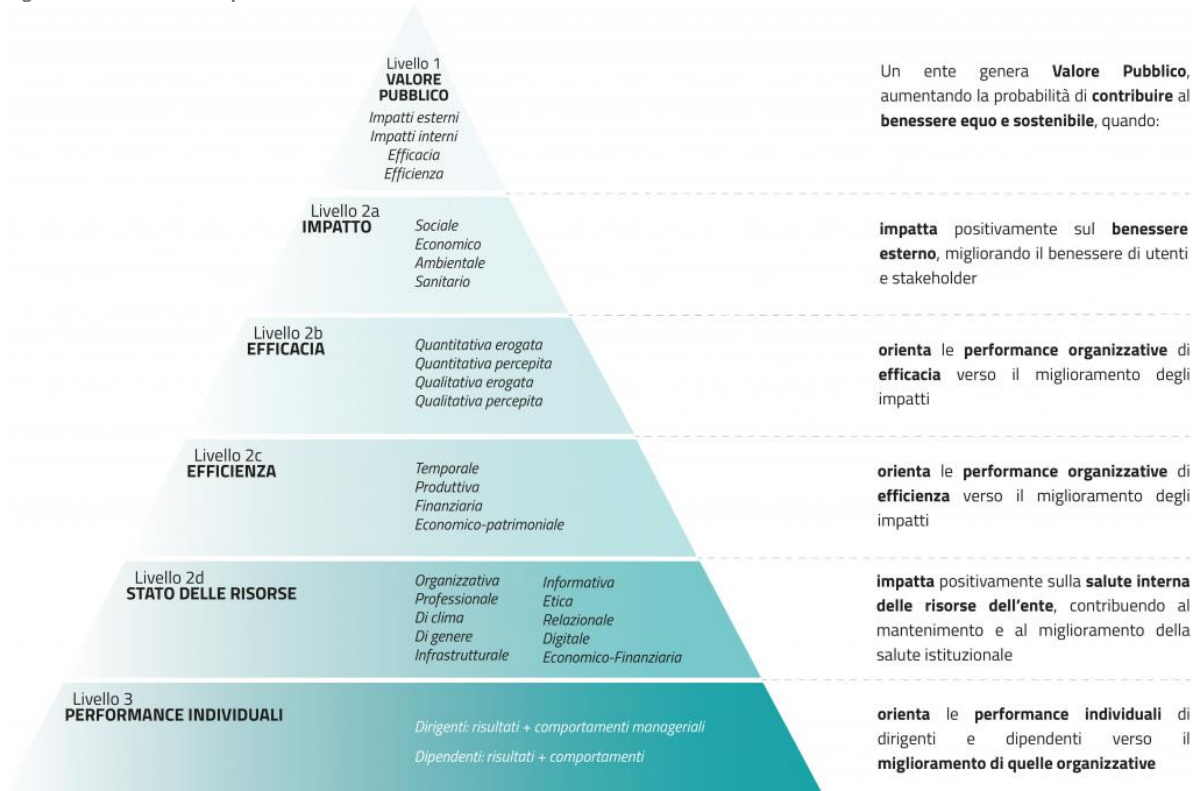 Livello 1
VALORE
PUBBLICO
Impatti esterni
Impatti interni
Efficacia
Efficienza
Un ente genera Valore Pubblico,
aumentando la probabilità di contribuire al
benessere equo e sostenibile, quando:
Livello 2a
IMPATTO
Sociale
Economico
Ambientale
Sanitario
impatta positivamente sul benessere
esterno, migliorando il benessere di utenti
e stakeholder
Livello 2b
EFFICACIA
Quantitativa erogata
Quantitativa percepita
Qualitativa erogata
Qualitativa percepita
orienta le performance organizzative di
efficacia verso il miglioramento degli
impatti
Livello 2c
EFFICIENZA
Temporale
Produttiva
Finanziaria
Economico-patrimoniale
orienta le performance organizzative di
efficienza verso il miglioramento degli
impatti
Livello 2d
STATO DELLE RISORSE
Organizzativa
Professionale
Di clima
Di genere
Infrastrutturale
Informativa
Etica
Relazionale
Digitale
Economico-Finanziaria
impatta positivamente sulla salute interna
delle risorse dell'ente, contribuendo al
mantenimento e al miglioramento della
salute istituzionale
Livello 3
PERFORMANCE INDIVIDUALI
Dirigenti: risultati + comportamenti manageriali
Dipendenti: risultati + comportamenti
orienta le performance individuali di
dirigenti e dipendenti verso il
miglioramento di quelle organizzative